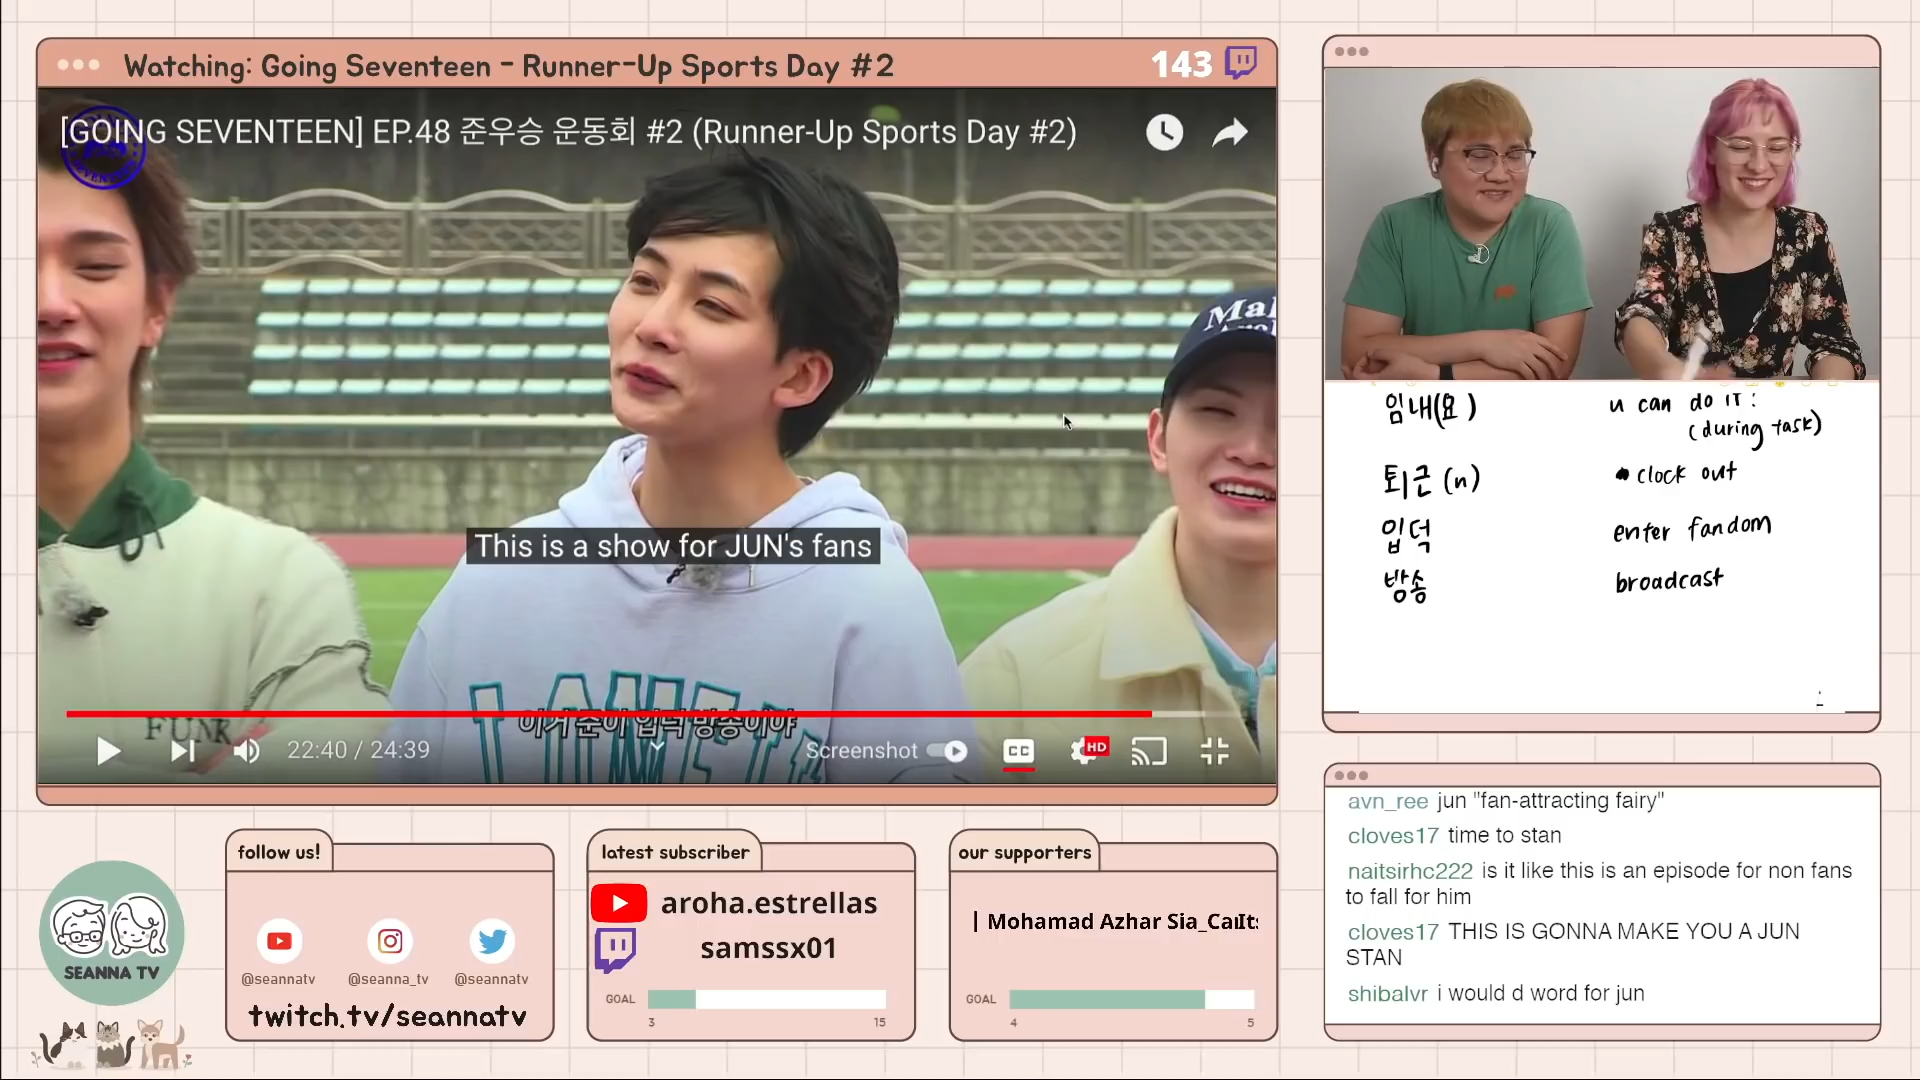 Watching: Going Seventeen - Runner-Up Sports Day #2
143
[GOING SEVENTEEN] EP.48 준우승 운동회 #2 (Runner-Up Sports Day #2)
This is a show for JUN's fans
FUNK
이거 준이 입덕 방송이야
22:40 / 24:39
Screenshot
CC
HD
임내(요)
u can do it!
(during task)
퇴근 (n)
clock out
입덕
enter fandom
방송
broadcast
avn_ree jun "fan-attracting fairy"
cloves17 time to stan
naitsirhc222 is it like this is an episode for non fans
to fall for him
cloves17 THIS IS GONNA MAKE YOU A JUN
STAN
shibalvr i would d word for jun
SEANNA TV
follow us!
@seannatv
@seanna_tv
@seannatv
twitch.tv/seannatv
latest subscriber
aroha.estrellas
samssx01
GOAL
3
15
our supporters
| Mohamad Azhar Sia_
GOAL
4
5